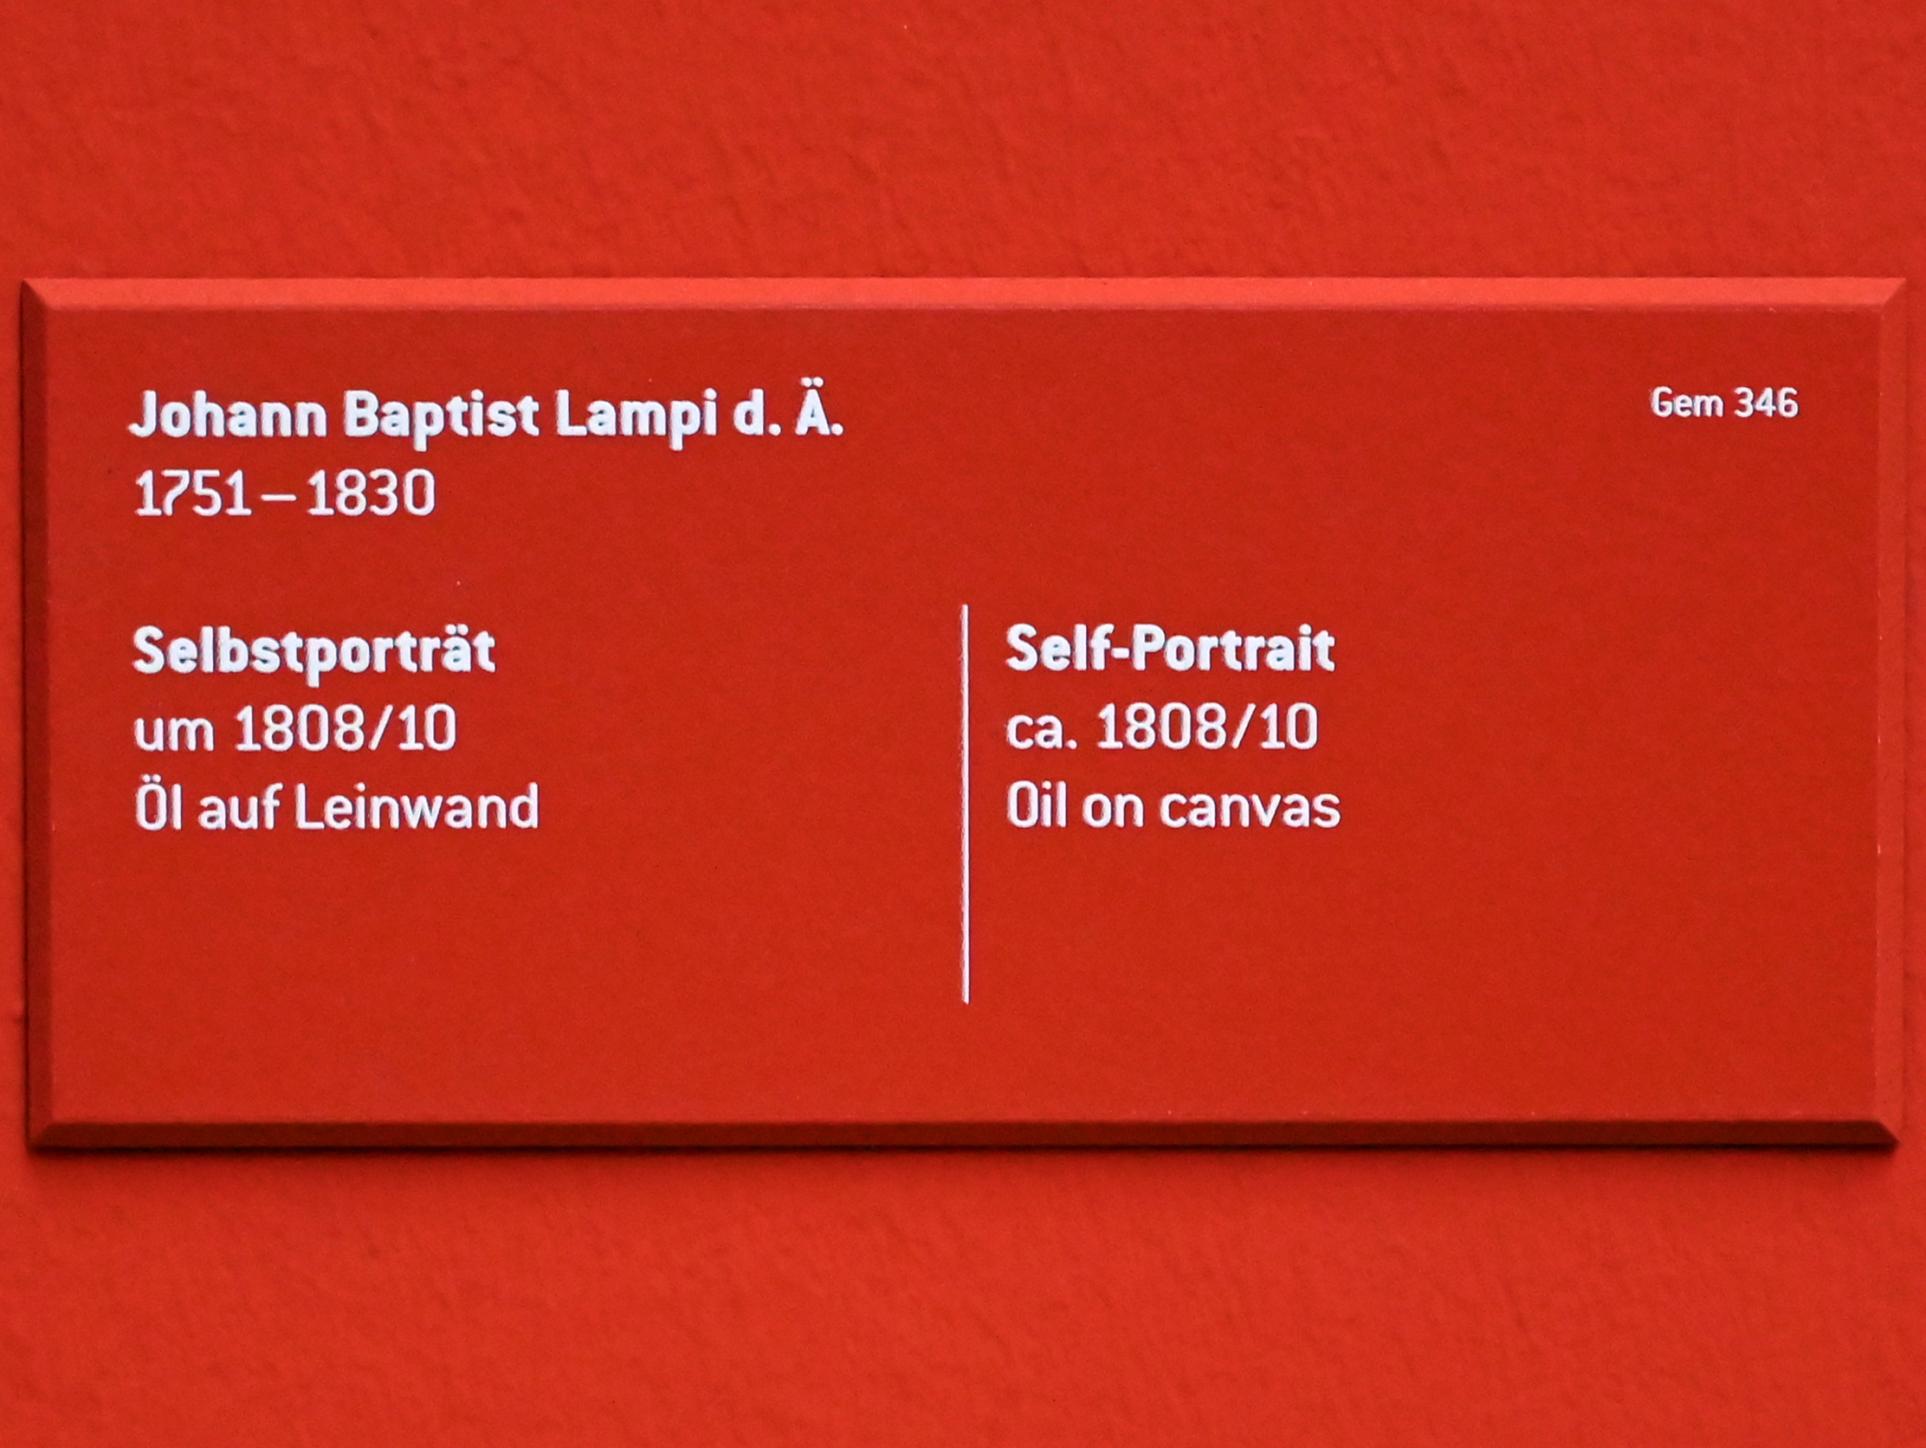 Johann Baptist Lampi d. Ä.
Gem 346
1751 – 1830
Selbstporträt
um 1808/10
Öl auf Leinwand
Self-Portrait
ca. 1808/10
Oil on canvas